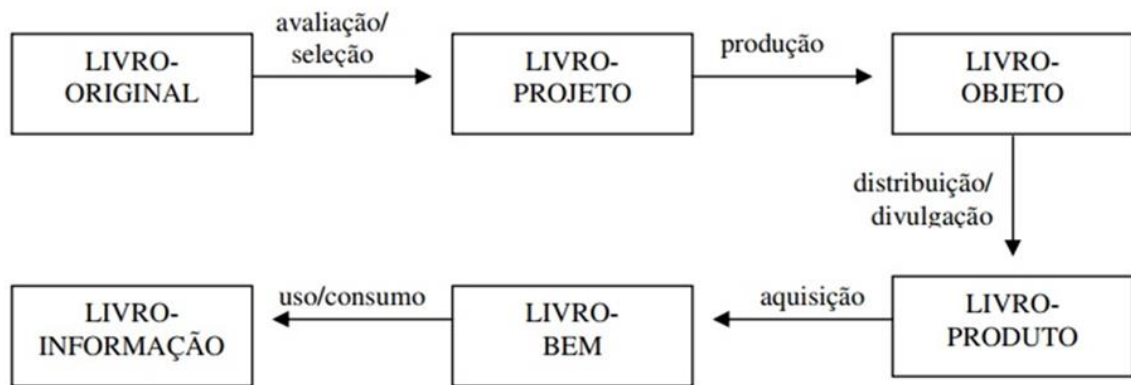 LIVRO-
ORIGINAL
avaliação/
seleção
LIVRO-
PROJETO
produção
LIVRO-
OBJETO
distribuição/
divulgação
LIVRO-
PRODUTO
aquisição
LIVRO-
BEM
uso/consumo
LIVRO-
INFORMAÇÃO